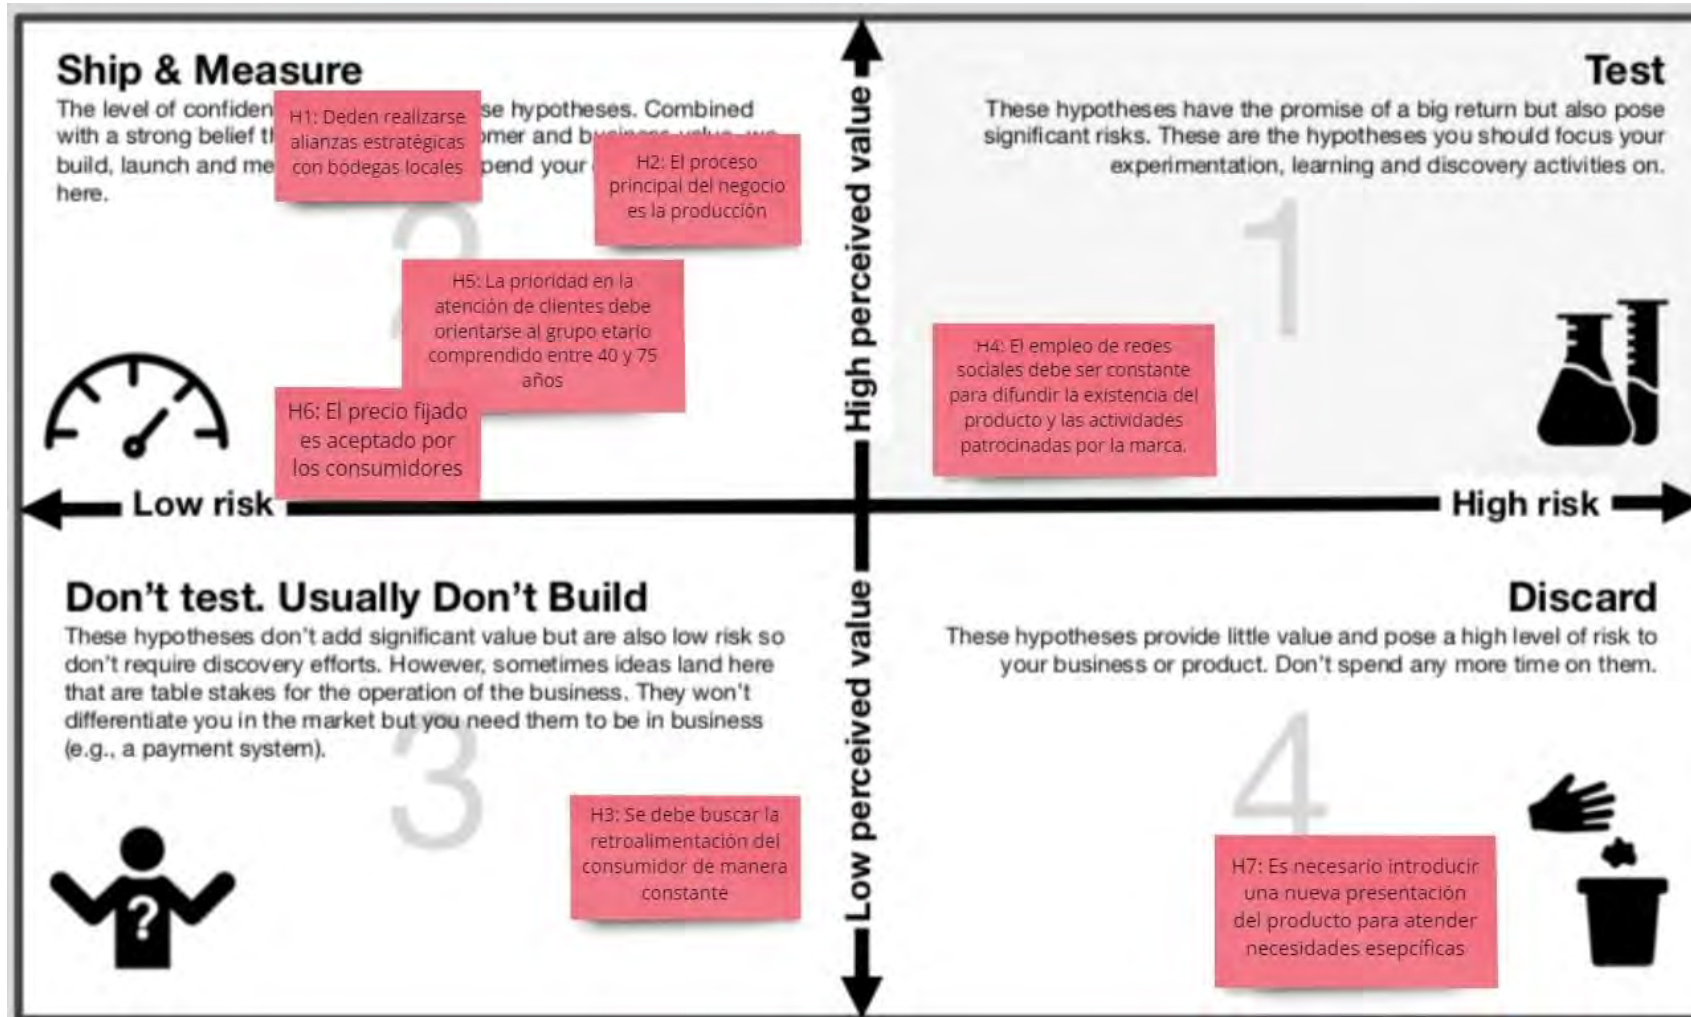 Ship & Measure
The level of confiden
se hypotheses. Combined
with a strong belief th
omer and business value, we
build, launch and me
pend your
here.
H1: Deden realizarse
alianzas estratégicas
con bodegas locales
H2: El proceso
principal del negocio
es la producción
2
H5: La prioridad en la
atención de clientes debe
orientarse al grupo etario
comprendido entre 40 y 75
años
H6: El precio fijado
es aceptado por
los consumidores
High perceived value
Test
These hypotheses have the promise of a big return but also pose
significant risks. These are the hypotheses you should focus your
experimentation, learning and discovery activities on.
1
H4: El empleo de redes
sociales debe ser constante
para difundir la existencia del
producto y las actividades
patrocinadas por la marca.
Low risk
High risk
Don't test. Usually Don't Build
These hypotheses don't add significant value but are also low risk so
don't require discovery efforts. However, sometimes ideas land here
that are table stakes for the operation of the business. They won't
differentiate you in the market but you need them to be in business
(e.g., a payment system).
3
?
H3: Se debe buscar la
retroalimentación del
consumidor de manera
constante
Low perceived value
Discard
These hypotheses provide little value and pose a high level of risk to
your business or product. Don't spend any more time on them.
4
H7: Es necesario introducir
una nueva presentación
del producto para atender
necesidades esepcíficas